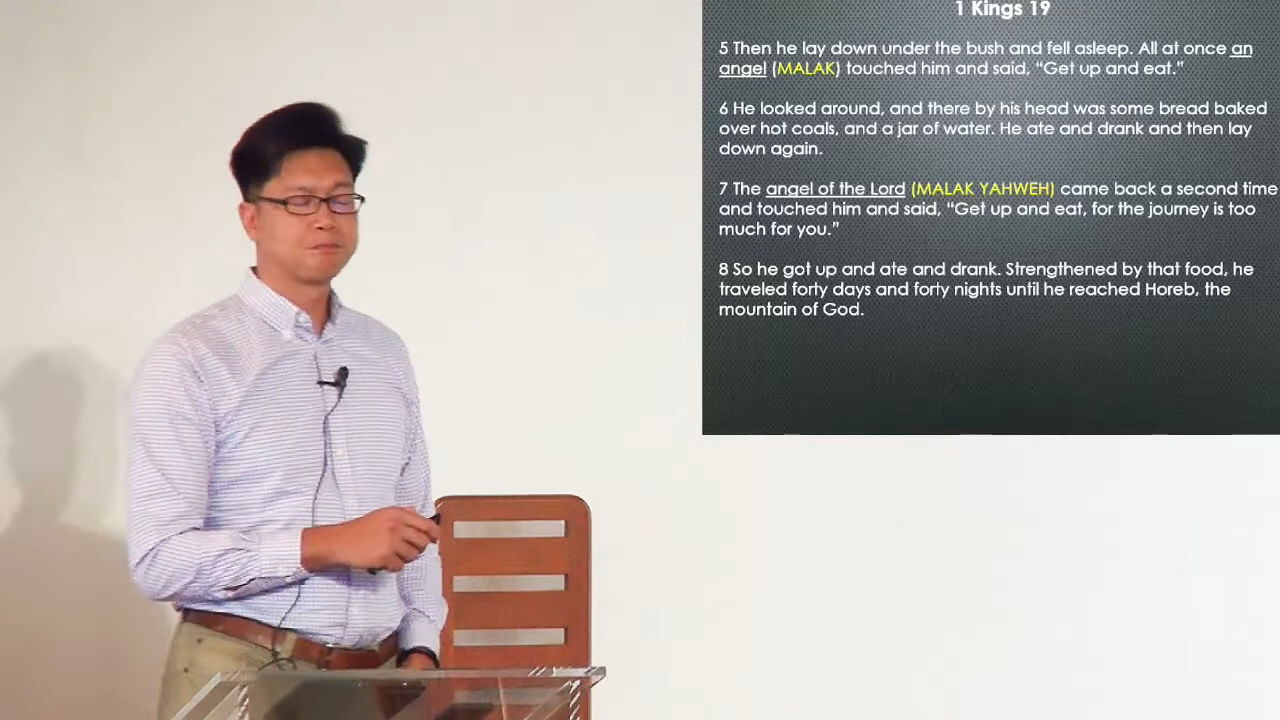 1 Kings 19
5 Then he lay down under the bush and fell asleep. All at once an
angel (MALAK) touched him and said, “Get up and eat.”
6 He looked around, and there by his head was some bread baked
over hot coals, and a jar of water. He ate and drank and then lay
down again.
7 The angel of the Lord (MALAK YAHWEH) came back a second time
and touched him and said, “Get up and eat, for the journey is too
much for you.”
8 So he got up and ate and drank. Strengthened by that food, he
traveled forty days and forty nights until he reached Horeb, the
mountain of God.